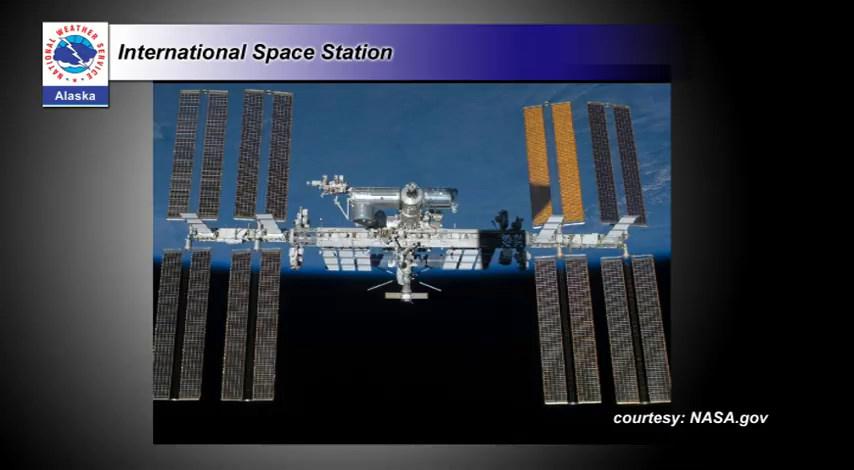 NATIONAL WEATHER SERVICE
International Space Station
Alaska
courtesy: NASA.gov